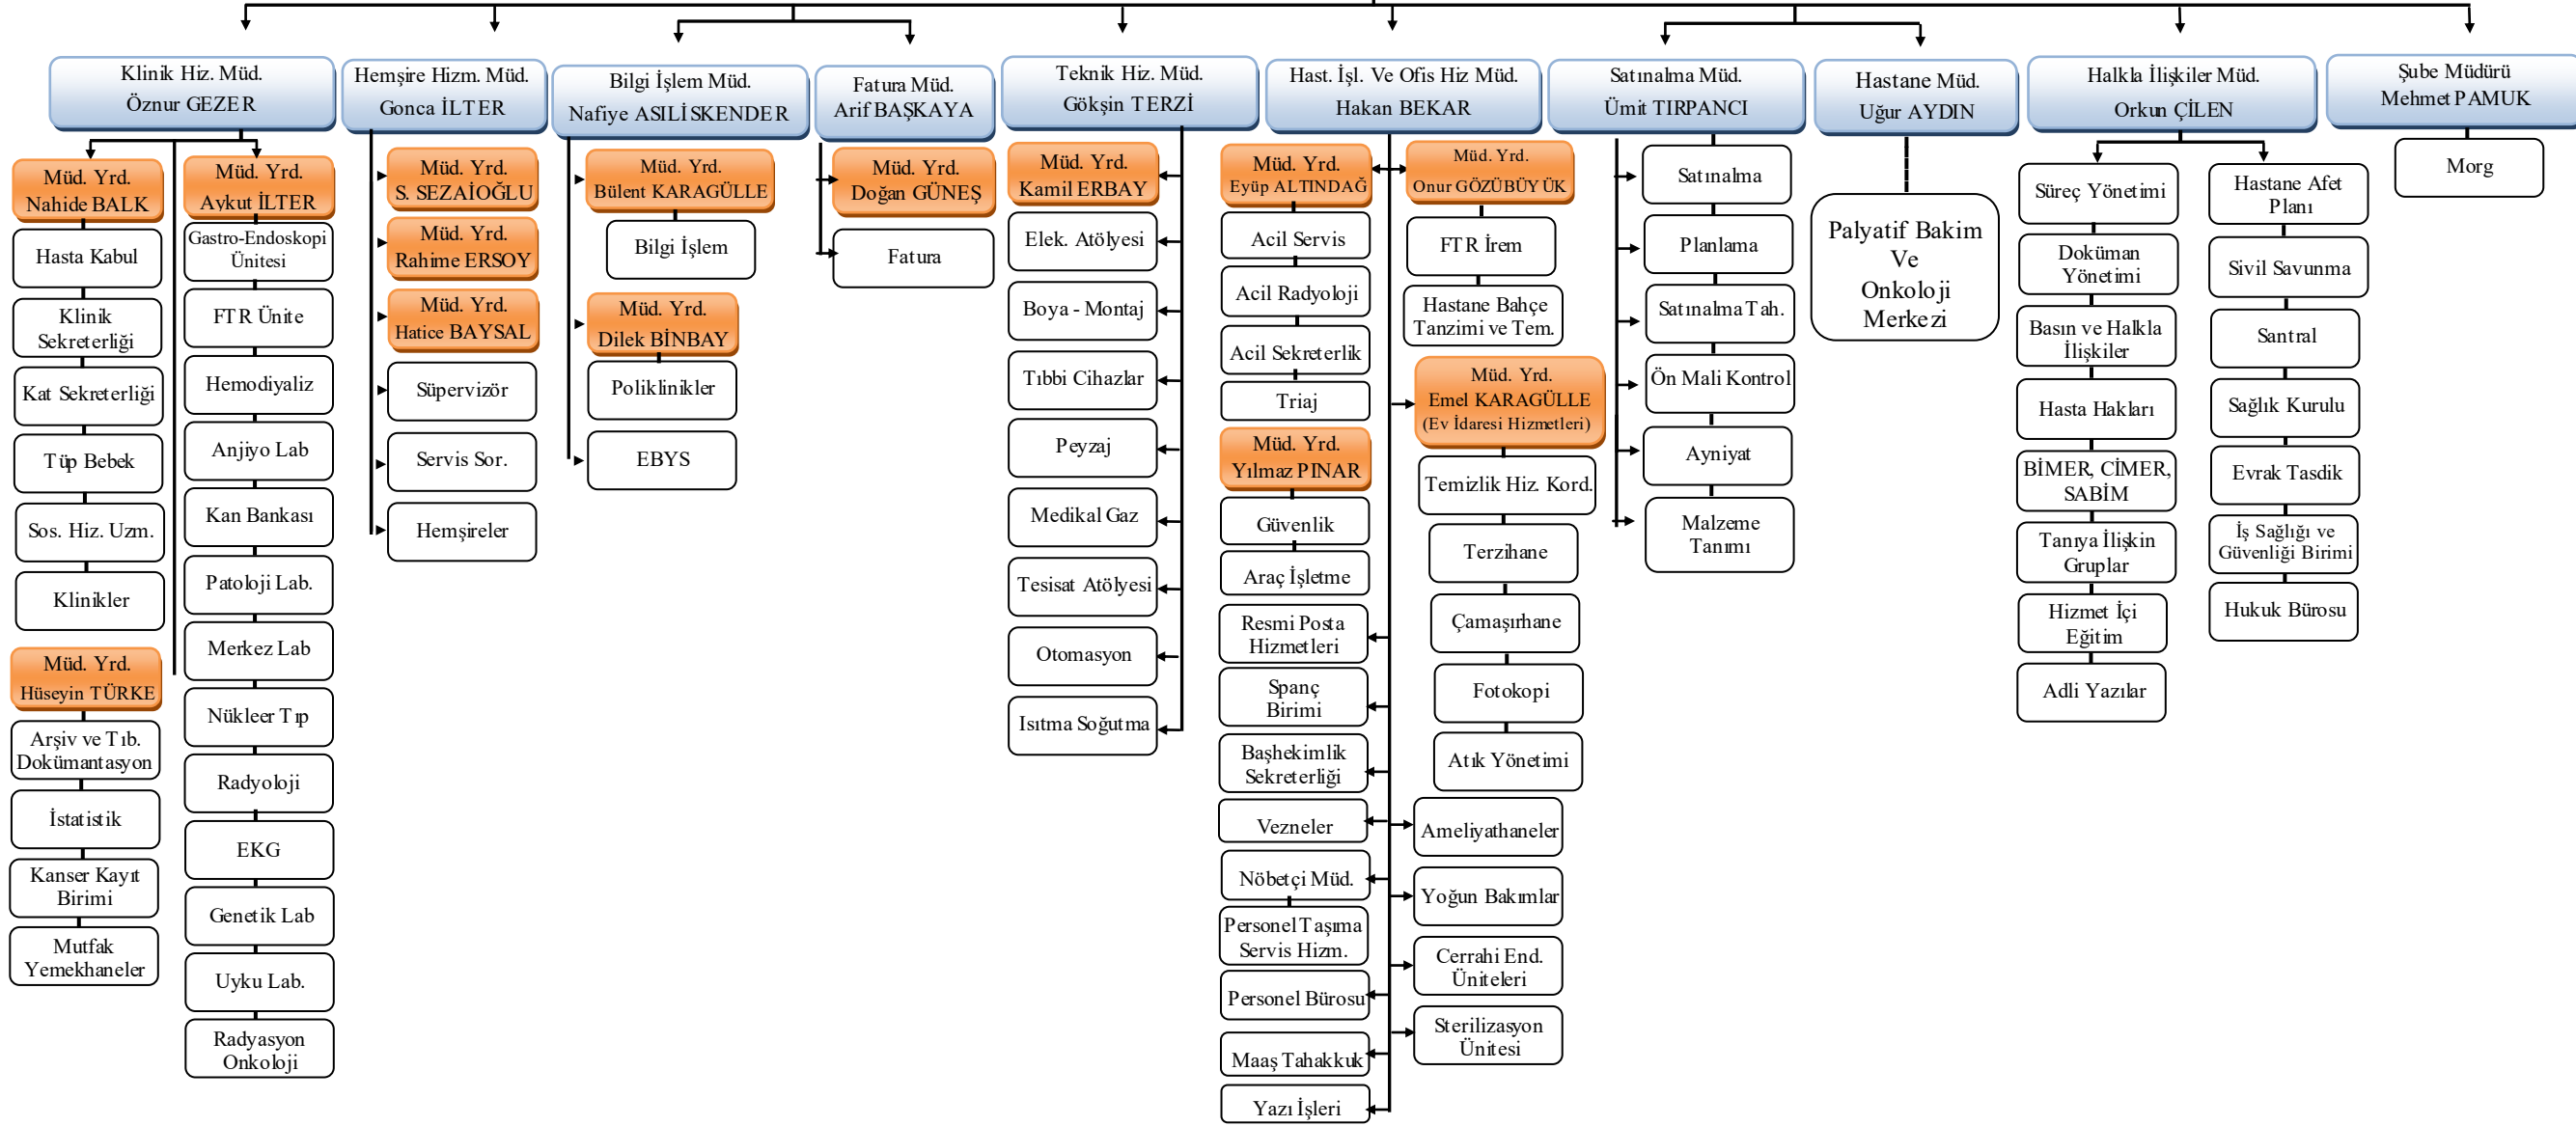 Klinik Hiz. Müd.
Öznur GEZER
Hemşire Hizm. Müd.
Gonca İLTER
Bilgi İşlem Müd.
Nafiye ASILİSKENDER
Fatura Müd.
Arif BAŞKAYA
Teknik Hiz. Müd.
Gökşin TERZİ
Hast. İşl. Ve Ofis Hiz Müd.
Hakan BEKAR
Satınalma Müd.
Ümit TIRPANCI
Hastane Müd.
Uğur AYDIN
Halkla İlişkiler Müd.
Orkun ÇİLEN
Şube Müdürü
Mehmet PAMUK
Müd. Yrd.
Nahide BALK
Hasta Kabul
Klinik
Sekreterliği
Kat Sekreterliği
Tüp Bebek
Sos. Hiz. Uzm.
Klinikler
Müd. Yrd.
Hüseyin TÜRKE
Arşiv ve Tıb.
Dokümantasyon
İstatistik
Kanser Kayıt
Birimi
Mutfak
Yemekhaneler
Müd. Yrd.
Aykut İLTER
Gastro-Endoskopi
Ünitesi
FTR Ünite
Hemodiyaliz
Anjiyo Lab
Kan Bankası
Patoloji Lab.
Merkez Lab
Nükleer Tıp
Radyoloji
EKG
Genetik Lab
Uyku Lab.
Radyasyon
Onkoloji
Müd. Yrd.
S. SEZAİOĞLU
Müd. Yrd.
Rahime ERSOY
Müd. Yrd.
Hatice BAYSAL
Süpervizör
Servis Sor.
Hemşireler
Müd. Yrd.
Bülent KARAGÜLLE
Bilgi İşlem
Müd. Yrd.
Dilek BİNBAY
Poliklinikler
EBYS
Müd. Yrd.
Doğan GÜNEŞ
Fatura
Müd. Yrd.
Kamil ERBAY
Elek. Atölyesi
Boya - Montaj
Tıbbi Cihazlar
Peyzaj
Medikal Gaz
Tesisat Atölyesi
Otomasyon
Isıtma Soğutma
Müd. Yrd.
Eyüp ALTINDAĞ
Acil Servis
Acil Radyoloji
Acil Sekreterlik
Triaj
Müd. Yrd.
Yılmaz PINAR
Güvenlik
Araç İşletme
Resmi Posta
Hizmetleri
Spanç
Birimi
Başhekimlik
Sekreterliği
Vezneler
Nöbetçi Müd.
Personel Taşıma
Servis Hizm.
Personel Bürosu
Maaş Tahakkuk
Yazı İşleri
Müd. Yrd.
Onur GÖZÜBÜYÜK
FTR İrem
Hastane Bahçe
Tanzimi ve Tem.
Müd. Yrd.
Emel KARAGÜLLE
(Ev İdaresi Hizmetleri)
Temizlik Hiz. Kord.
Terzihane
Çamaşırhane
Fotokopi
Atık Yönetimi
Ameliyathaneler
Yoğun Bakımlar
Cerrahi End.
Üniteleri
Sterilizasyon
Ünitesi
Satınalma
Planlama
Satınalma Tah.
Ön Mali Kontrol
Ayniyat
Malzeme
Tanımı
Palyatif Bakim
Ve
Onkoloji
Merkezi
Süreç Yönetimi
Doküman
Yönetimi
Basın ve Halkla
İlişkiler
Hasta Hakları
BİMER, CİMER,
SABİM
Tanıya İlişkin
Gruplar
Hizmet İçi
Eğitim
Adli Yazılar
Hastane Afet
Planı
Sivil Savunma
Santral
Sağlık Kurulu
Evrak Tasdik
İş Sağlığı ve
Güvenliği Birimi
Hukuk Bürosu
Morg